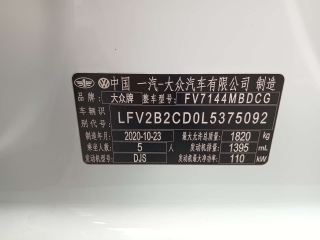 中国 一汽-大众汽车有限公司 制造
品牌: 大众牌 整车型号: FV7144MBDCG
车辆识别代号: LFV2B2CD0L5375092
制造年月: 2020-10-23 最大允许总质量: 1820 kg
乘坐人数: 5 人 发动机排量: 1395 mL
发动机型号: DJS 发动机最大净功率: 110 kW